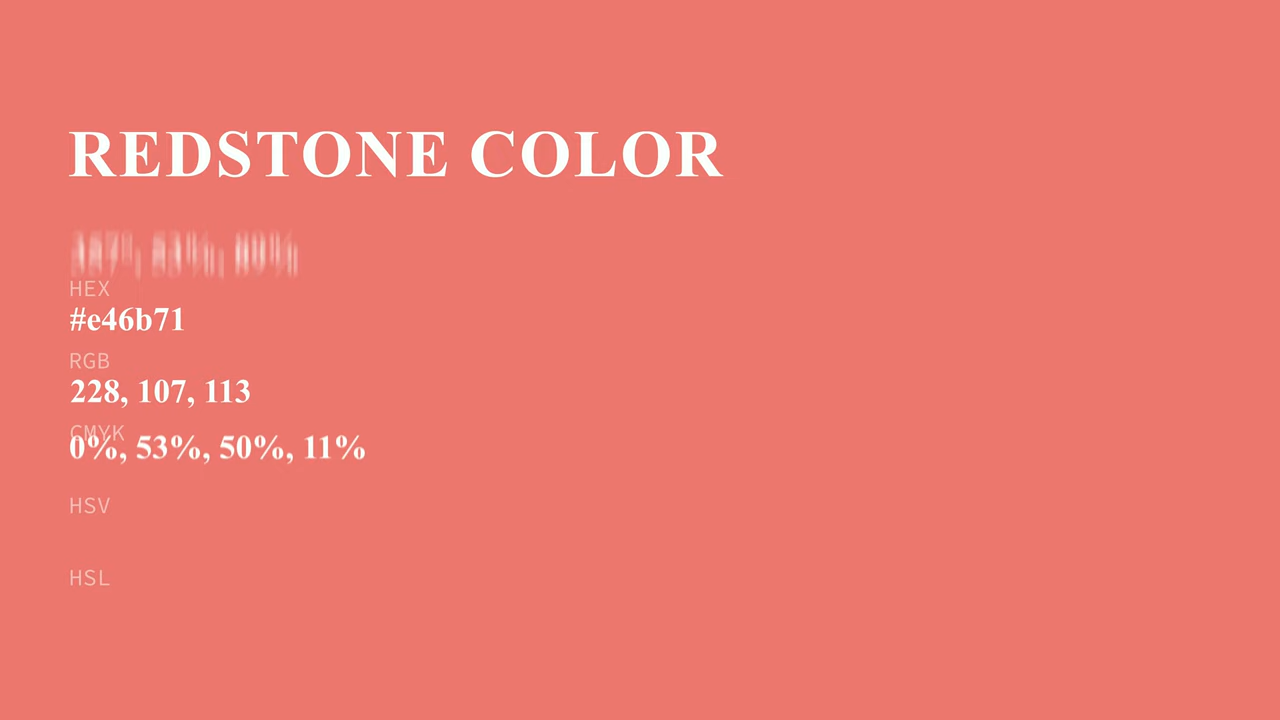 REDSTONE COLOR
HEX
#e46b71
RGB
228, 107, 113
CMYK
0%, 53%, 50%, 11%
HSV
HSL